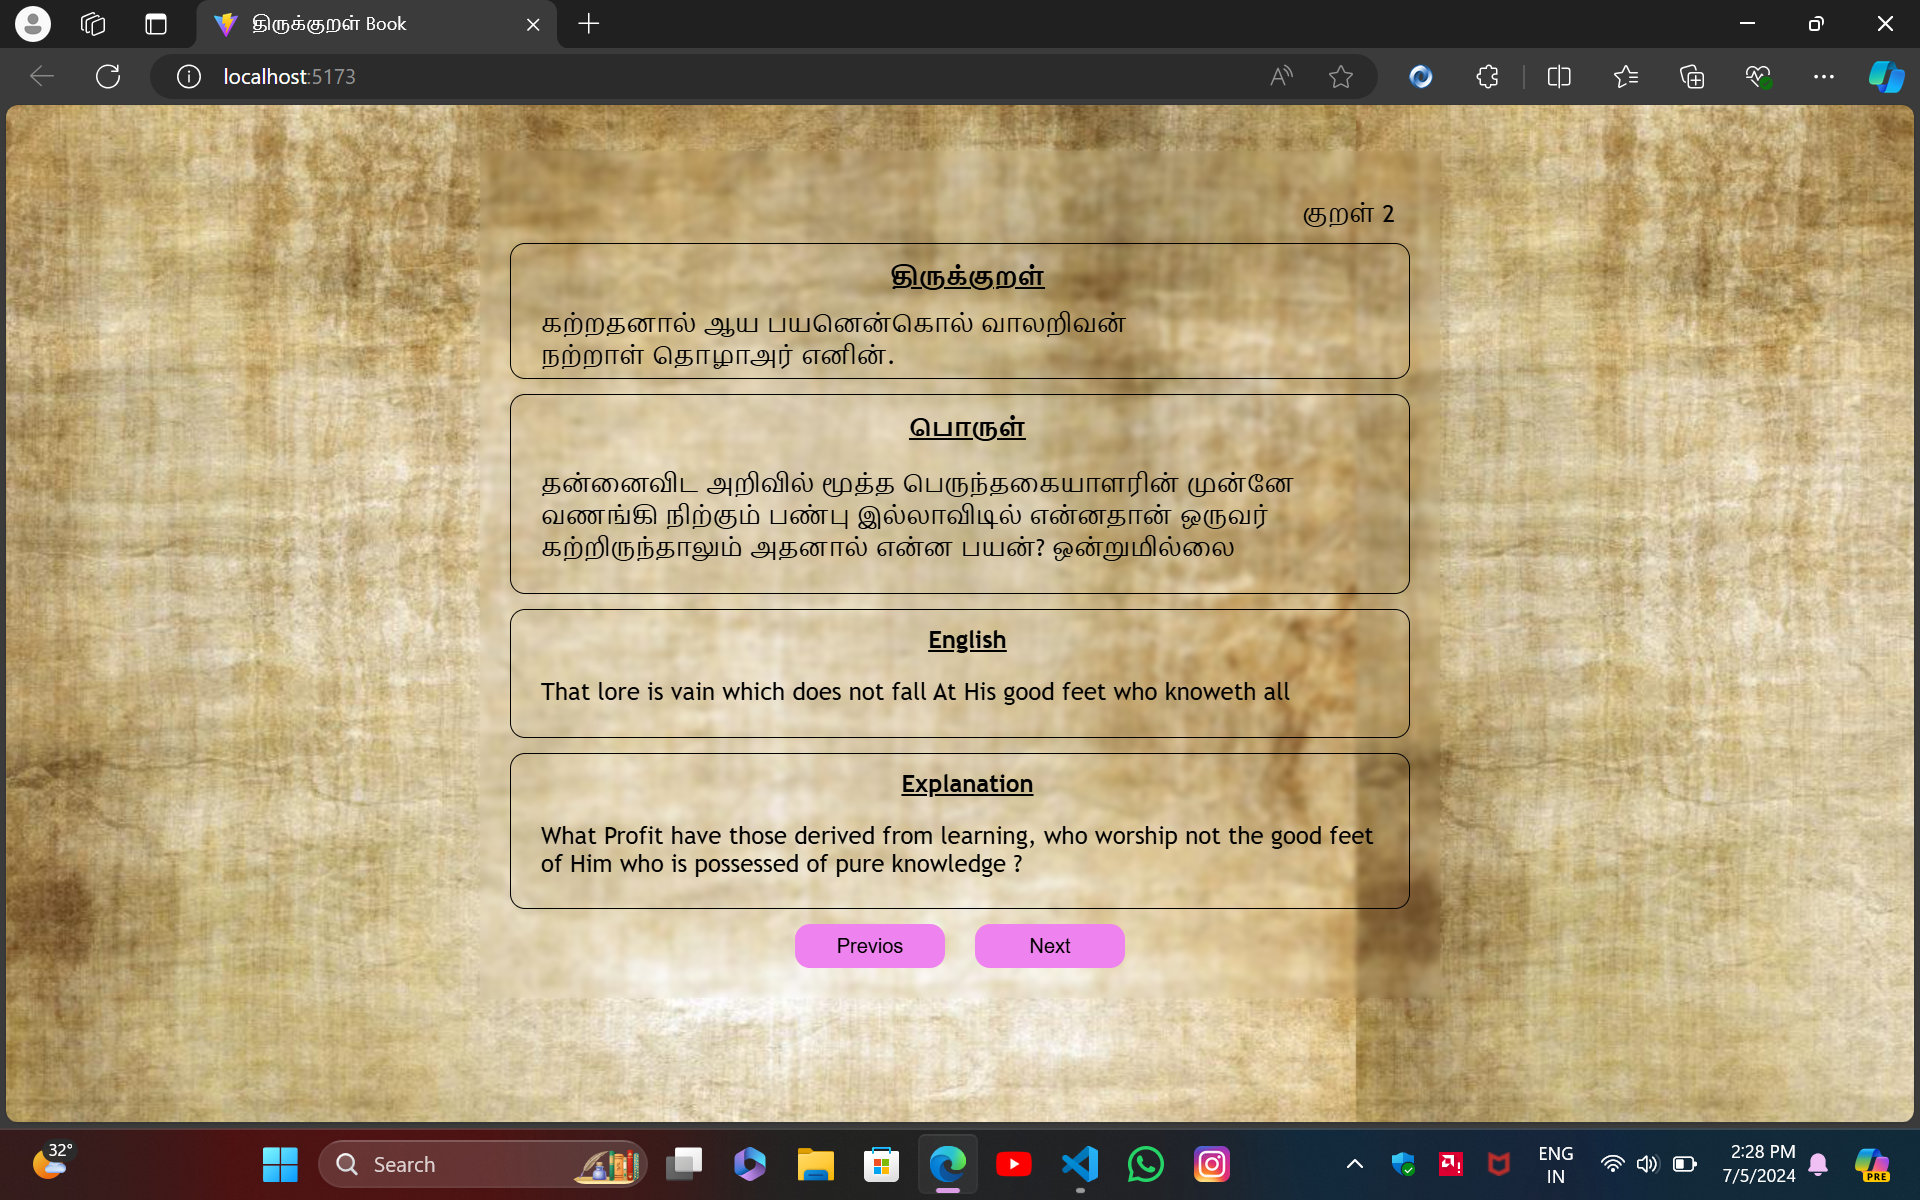 திருக்குறள் Book
localhost:5173
குறள் 2
திருக்குறள்
கற்றதனால் ஆய பயனென்கொல் வாலறிவன்
நற்றாள் தொழாஅர் எனின்.
பொருள்
தன்னைவிட அறிவில் மூத்த பெருந்தகையாளரின் முன்னே
வணங்கி நிற்கும் பண்பு இல்லாவிடில் என்னதான் ஒருவர்
கற்றிருந்தாலும் அதனால் என்ன பயன்? ஒன்றுமில்லை
English
That lore is vain which does not fall At His good feet who knoweth all
Explanation
What Profit have those derived from learning, who worship not the good feet
of Him who is possessed of pure knowledge ?
Previos Next
32°
Search
ENG
IN
2:28 PM
7/5/2024
PRE